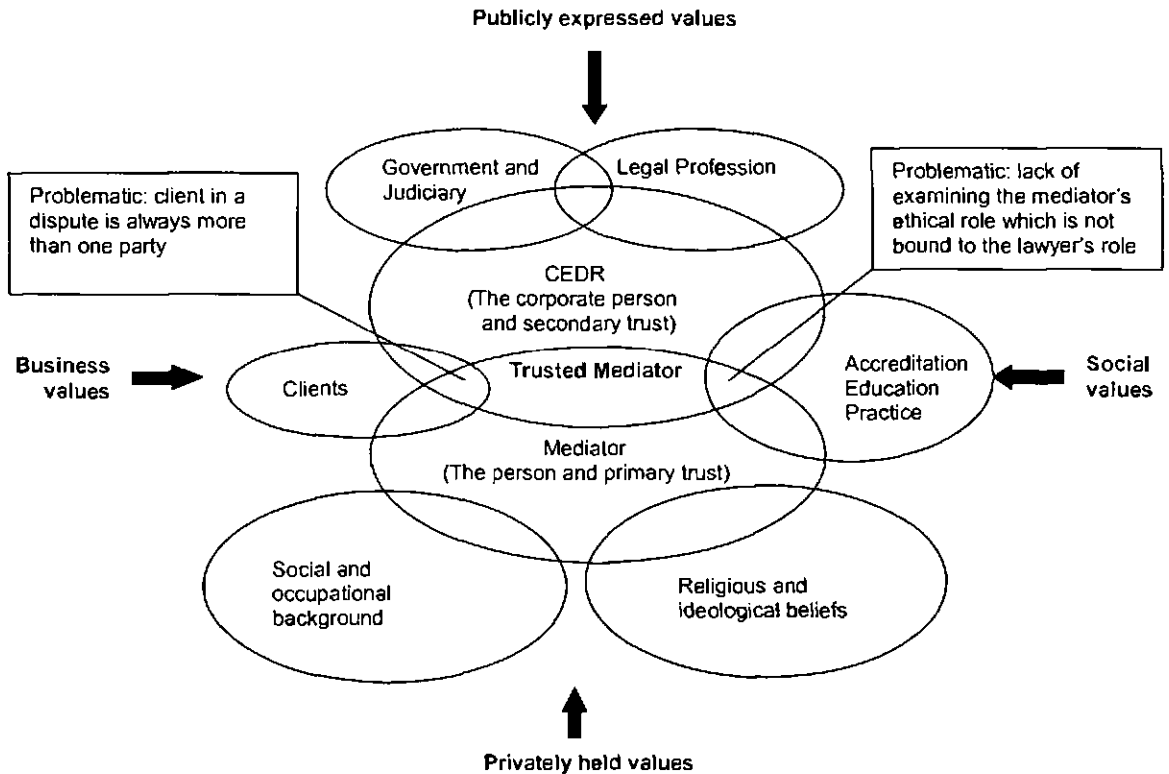 Publicly expressed values
Government and
Judiciary
Legal Profession
Problematic: client in a
dispute is always more
than one party
Problematic: lack of
examining the mediator's
ethical role which is not
bound to the lawyer's role
CEDR
(The corporate person
and secondary trust)
Business
values
Clients
Trusted Mediator
Accreditation
Education
Practice
Social
values
Mediator
(The person and primary trust)
Social and
occupational
background
Religious and
ideological beliefs
Privately held values